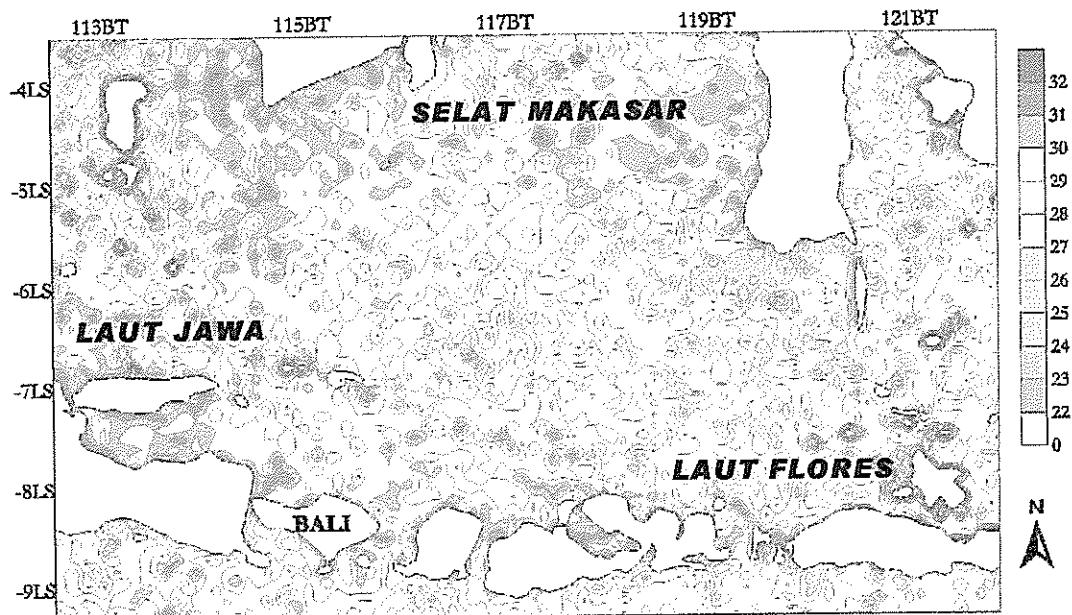 113BT 115BT 117BT 119BT 121BT
-4LS
-5LS
-6LS
-7LS
-8LS
-9LS
SELAT MAKASAR
LAUT JAWA
LAUT FLORES
BALI
32
31
30
29
28
27
26
25
24
23
22
0
N